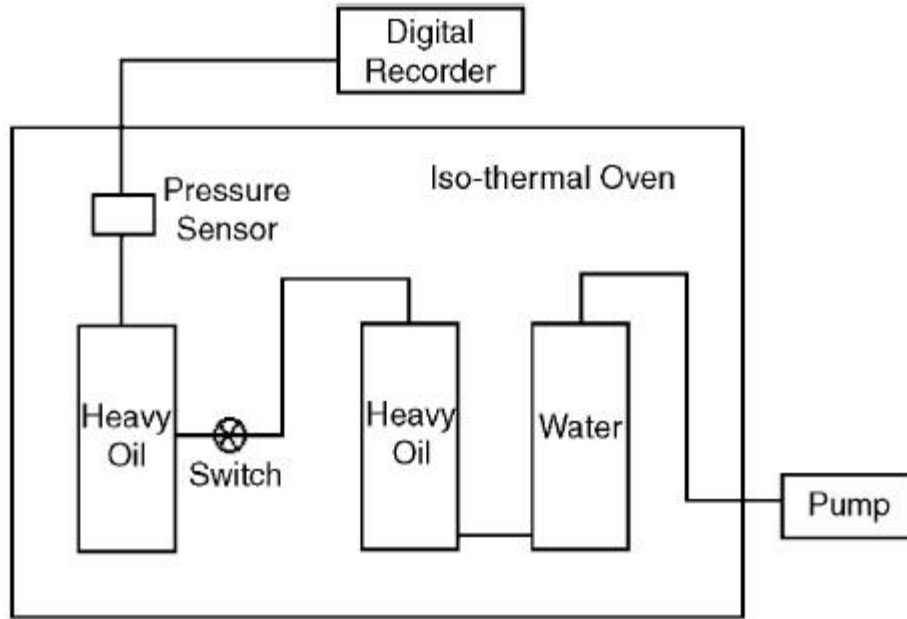 Digital
Recorder
Iso-thermal Oven
Pressure
Sensor
Heavy
Oil
Switch
Heavy
Oil
Water
Pump